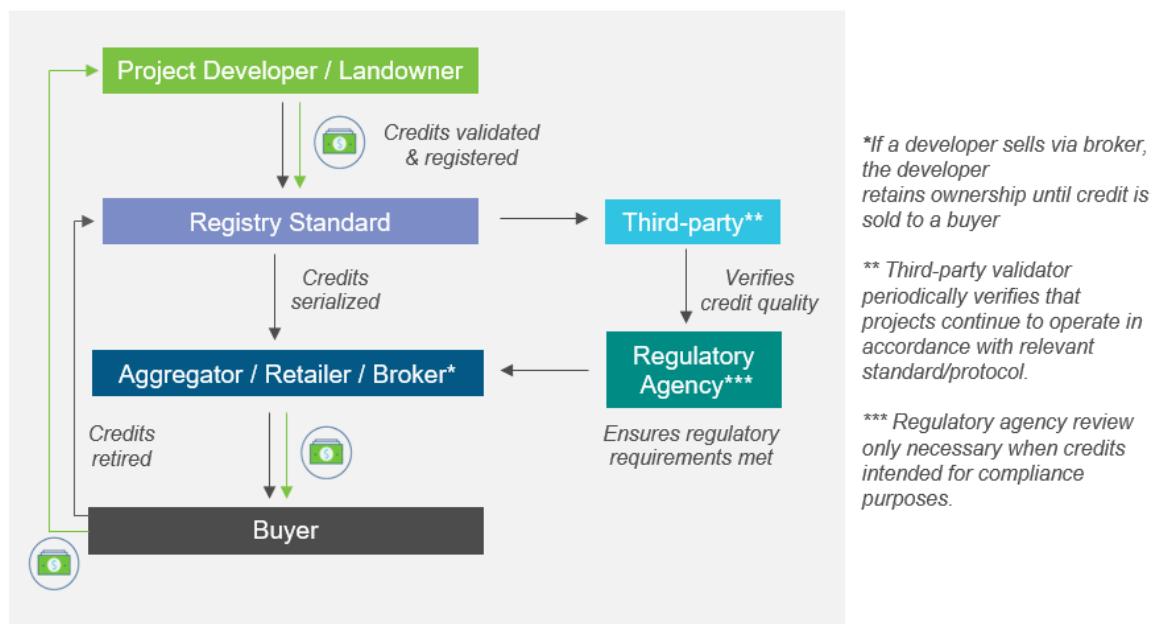 Project Developer / Landowner
Credits validated
& registered
Registry Standard
Third-party**
Credits
serialized
Verifies
credit quality
Aggregator / Retailer / Broker*
Regulatory
Agency***
Credits
retired
Ensures regulatory
requirements met
Buyer
*If a developer sells via broker,
the developer
retains ownership until credit is
sold to a buyer
** Third-party validator
periodically verifies that
projects continue to operate in
accordance with relevant
standard/protocol.
*** Regulatory agency review
only necessary when credits
intended for compliance
purposes.